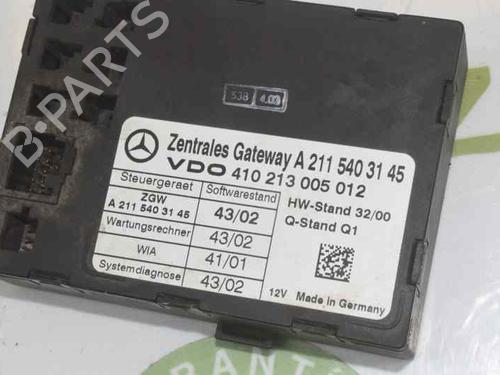 B-PARTS
538 4.03
Zentrales Gateway A 211 540 31 45
VDO 410 213 005 012
Steuergeraet Softwarestand HW-Stand 32/00
ZGW
A 211 540 31 45 43/02 Q-Stand Q1
Wartungsrechner 43/02
WIA 41/01
Systemdiagnose 43/02 12V Made in Germany